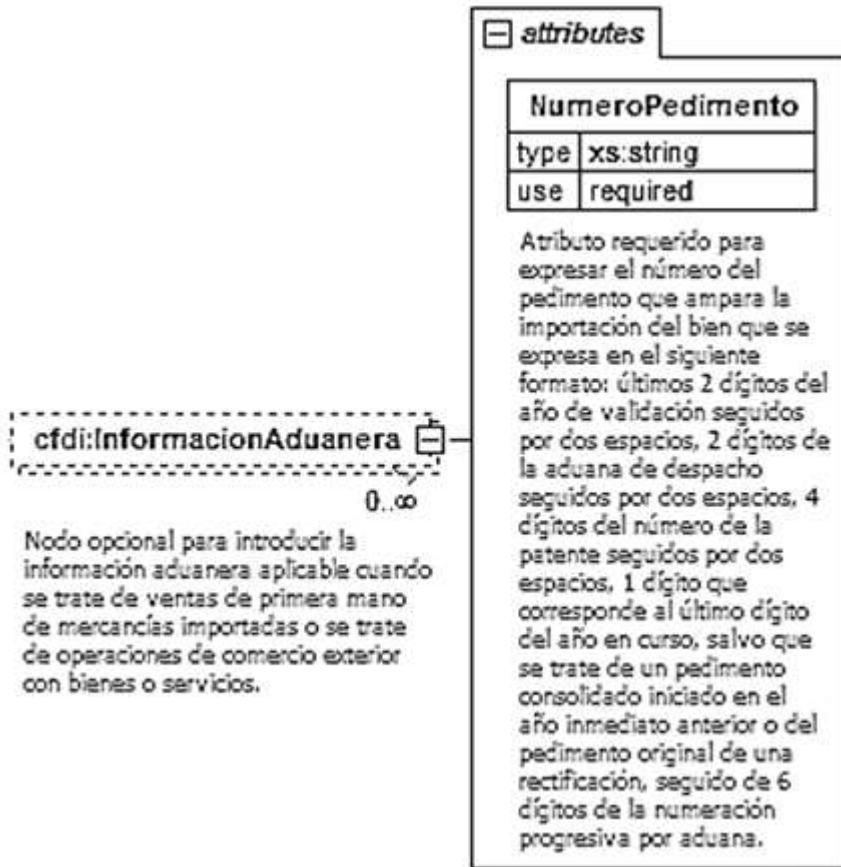 attributes
NumeroPedimento
type xs:string
use required
Atributo requerido para
expresar el número del
pedimento que ampara la
importación del bien que se
expresa en el siguiente
formato: últimos 2 dígitos del
año de validación seguidos
por dos espacios, 2 dígitos de
la aduana de despacho
seguidos por dos espacios, 4
dígitos del número de la
patente seguidos por dos
espacios, 1 dígito que
corresponde al último dígito
del año en curso, salvo que
se trate de un pedimento
consolidado iniciado en el
año inmediato anterior o del
pedimento original de una
rectificación, seguido de 6
dígitos de la numeración
progresiva por aduana.
cfdi:InformacionAduanera
0..∞
Nodo opcional para introducir la
información aduanera aplicable cuando
se trate de ventas de primera mano
de mercancías importadas o se trate
de operaciones de comercio exterior
con bienes o servicios.